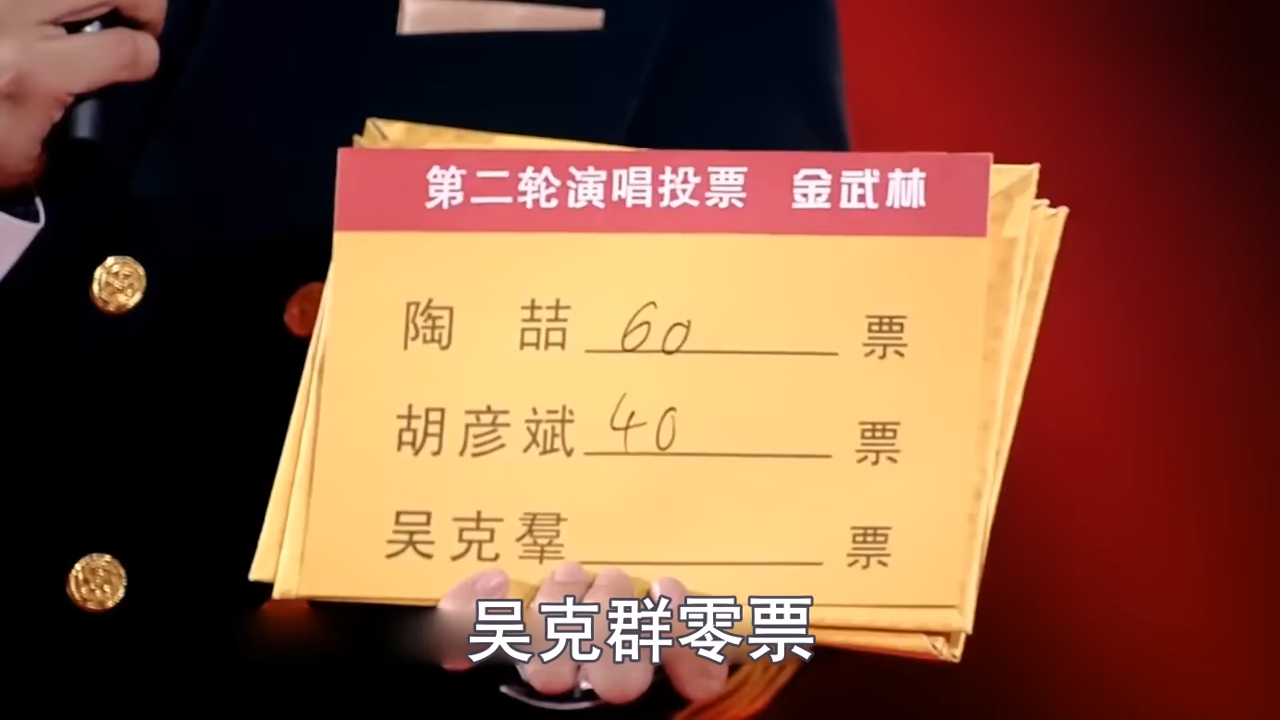 第二轮演唱投票 金武林
陶 喆 60 票
胡彦斌 40 票
吴克羣 票
吴克群零票